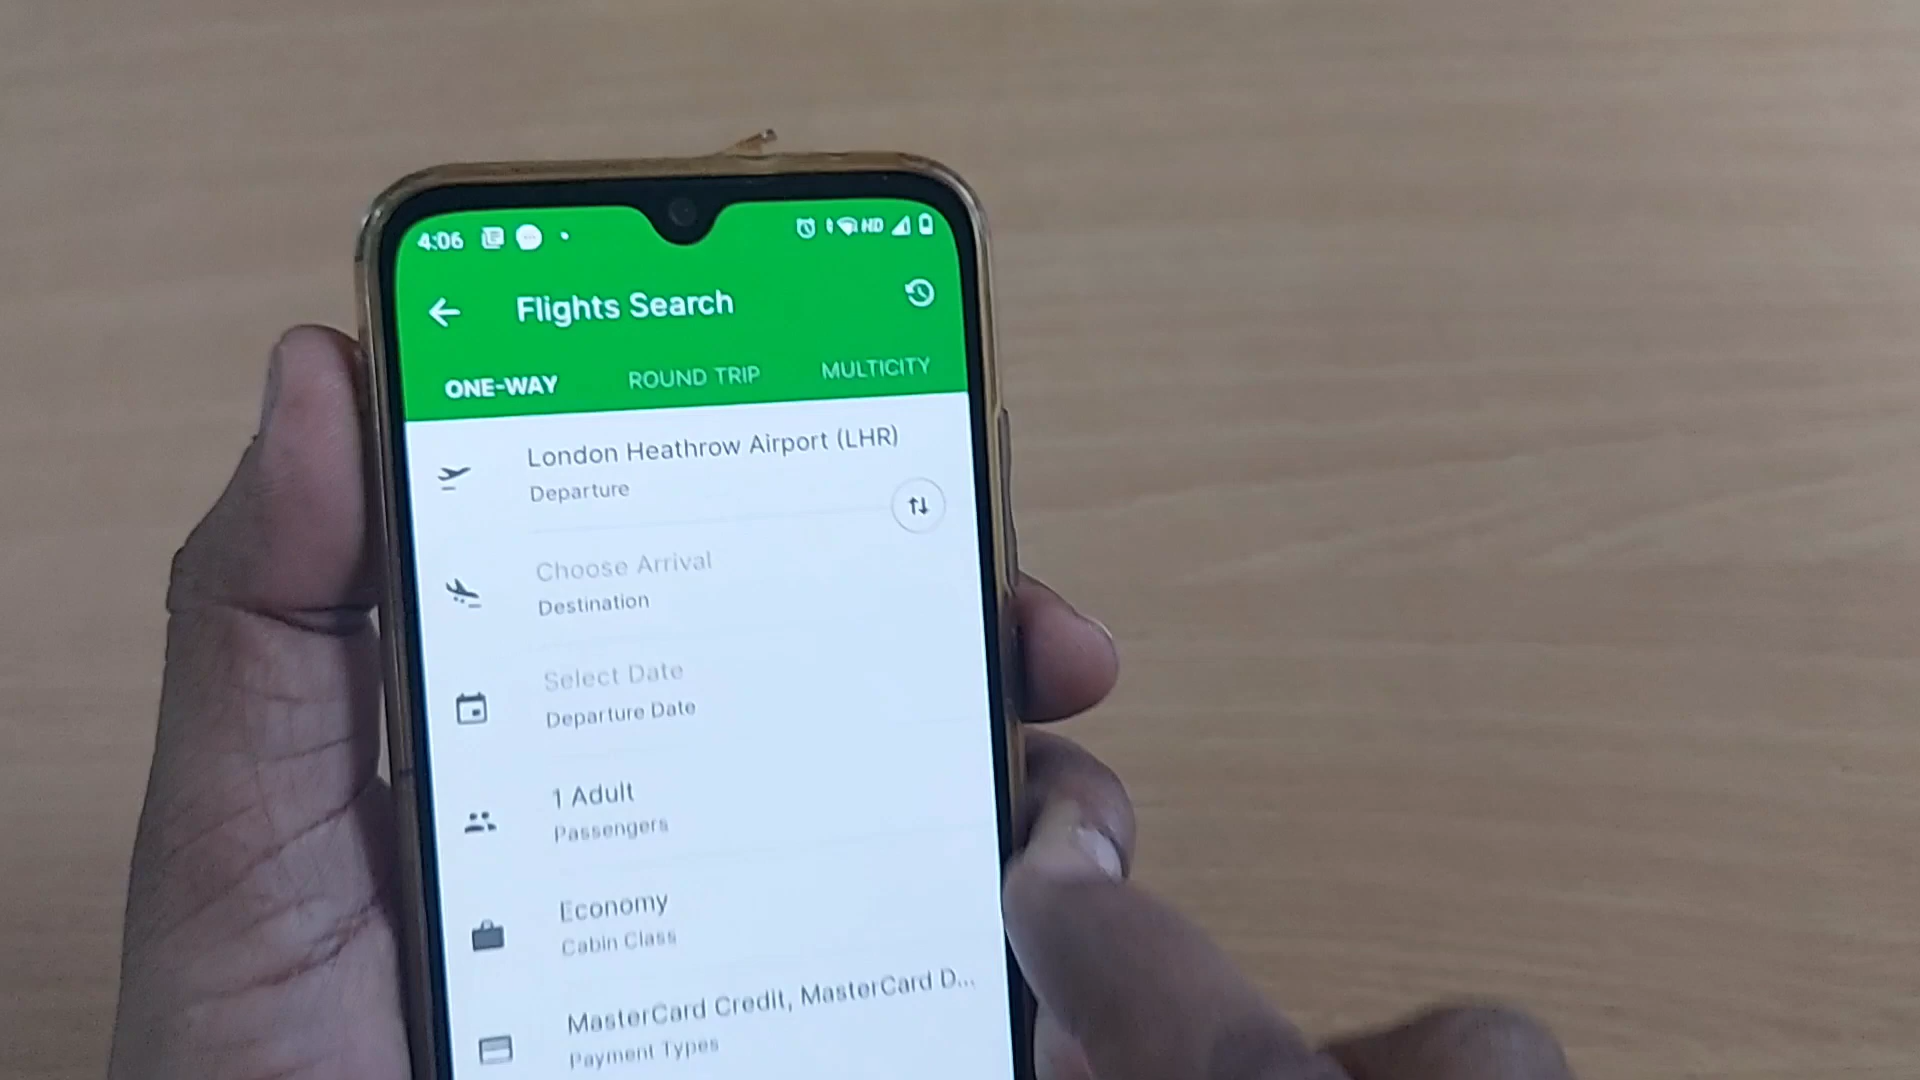 4:06 HD
Flights Search
ONE-WAY ROUND TRIP MULTICITY
London Heathrow Airport (LHR)
Departure
Choose Arrival
Destination
Select Date
Departure Date
1 Adult
Passengers
Economy
Cabin Class
MasterCard Credit, MasterCard D...
Payment Types